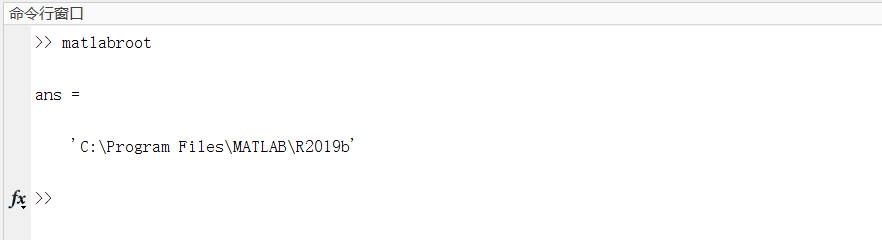 命令行窗口
>> matlabroot
ans =
'C:\Program Files\MATLAB\R2019b'
fx >>